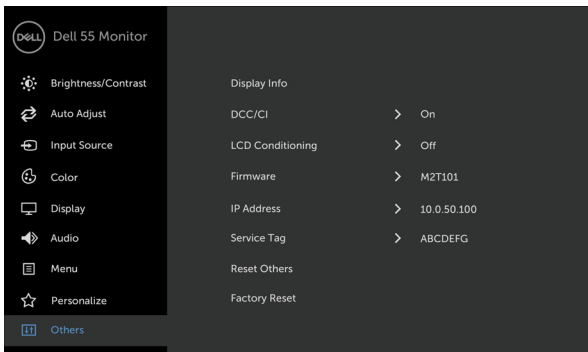 DELL Dell 55 Monitor
Brightness/Contrast Display Info
Auto Adjust DCC/CI On
Input Source LCD Conditioning Off
Color Firmware M2T101
Display IP Address 10.0.50.100
Audio Service Tag ABCDEFG
Menu Reset Others
Personalize Factory Reset
Others